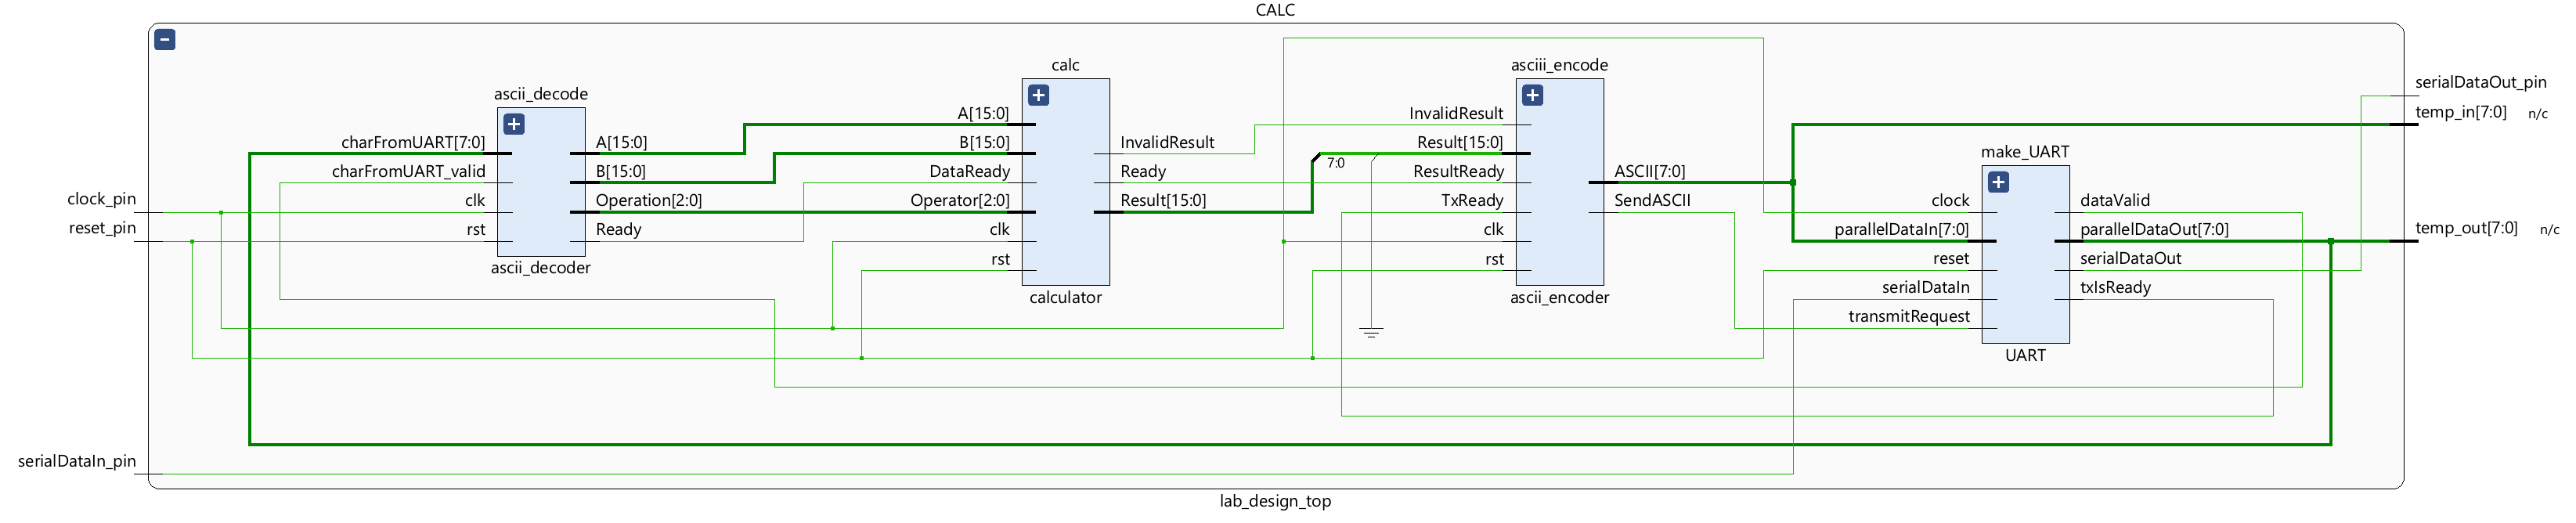 CALC
clock_pin
reset_pin
serialDataIn_pin
ascii_decode
charFromUART[7:0]
charFromUART_valid
clk
rst
A[15:0]
B[15:0]
Operation[2:0]
Ready
ascii_decoder
calc
A[15:0]
B[15:0]
DataReady
Operator[2:0]
clk
rst
InvalidResult
Ready
Result[15:0]
calculator
7:0
asciii_encode
InvalidResult
Result[15:0]
ResultReady
TxReady
clk
rst
ASCII[7:0]
SendASCII
ascii_encoder
make_UART
clock
parallelDataIn[7:0]
reset
serialDataIn
transmitRequest
dataValid
parallelDataOut[7:0]
serialDataOut
txIsReady
UART
serialDataOut_pin
temp_in[7:0] n/c
temp_out[7:0] n/c
lab_design_top